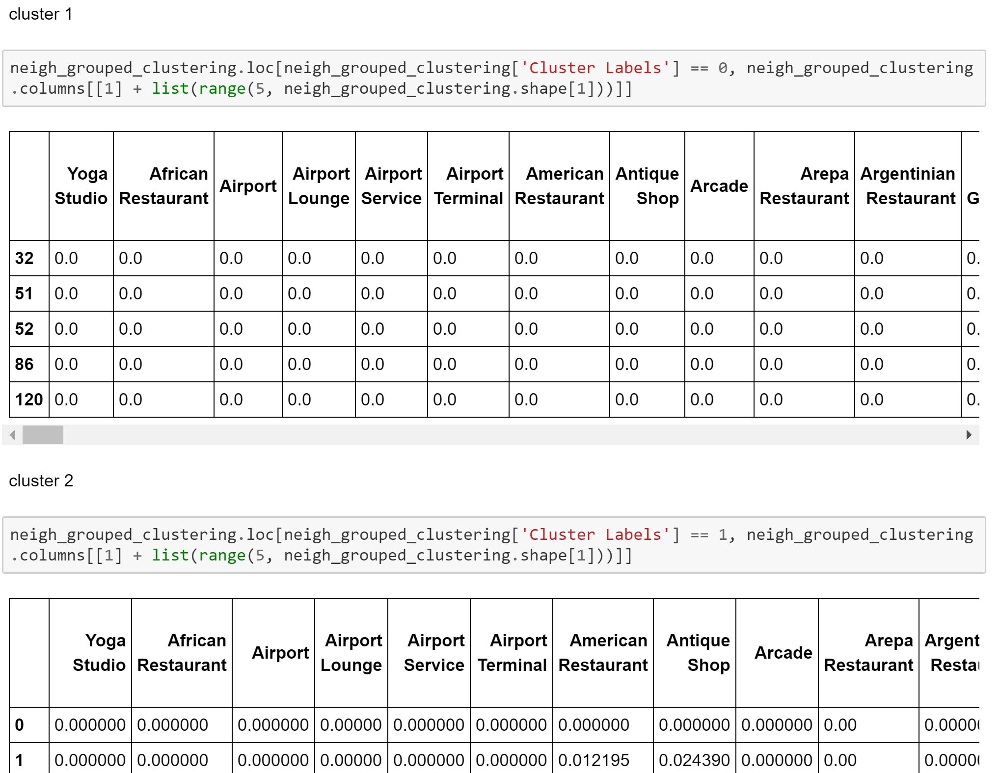 cluster 1
neigh_grouped_clustering.loc[neigh_grouped_clustering['Cluster Labels'] == 0, neigh_grouped_clustering
.columns[[1] + list(range(5, neigh_grouped_clustering.shape[1]))]]
Yoga Studio African Restaurant Airport Airport Lounge Airport Service Airport Terminal American Restaurant Antique Shop Arcade Arepa Restaurant Argentinian Restaurant G
32 0.0 0.0 0.0 0.0 0.0 0.0 0.0 0.0 0.0 0.0 0.0 0.
51 0.0 0.0 0.0 0.0 0.0 0.0 0.0 0.0 0.0 0.0 0.0 0.
52 0.0 0.0 0.0 0.0 0.0 0.0 0.0 0.0 0.0 0.0 0.0 0.
86 0.0 0.0 0.0 0.0 0.0 0.0 0.0 0.0 0.0 0.0 0.0 0.
120 0.0 0.0 0.0 0.0 0.0 0.0 0.0 0.0 0.0 0.0 0.0 0.
cluster 2
neigh_grouped_clustering.loc[neigh_grouped_clustering['Cluster Labels'] == 1, neigh_grouped_clustering
.columns[[1] + list(range(5, neigh_grouped_clustering.shape[1]))]]
Yoga Studio African Restaurant Airport Airport Lounge Airport Service Airport Terminal American Restaurant Antique Shop Arcade Arepa Restaurant Argent Restau
0 0.000000 0.000000 0.000000 0.00000 0.000000 0.000000 0.000000 0.000000 0.000000 0.00 0.0000
1 0.000000 0.000000 0.000000 0.00000 0.000000 0.000000 0.012195 0.024390 0.000000 0.00 0.0000